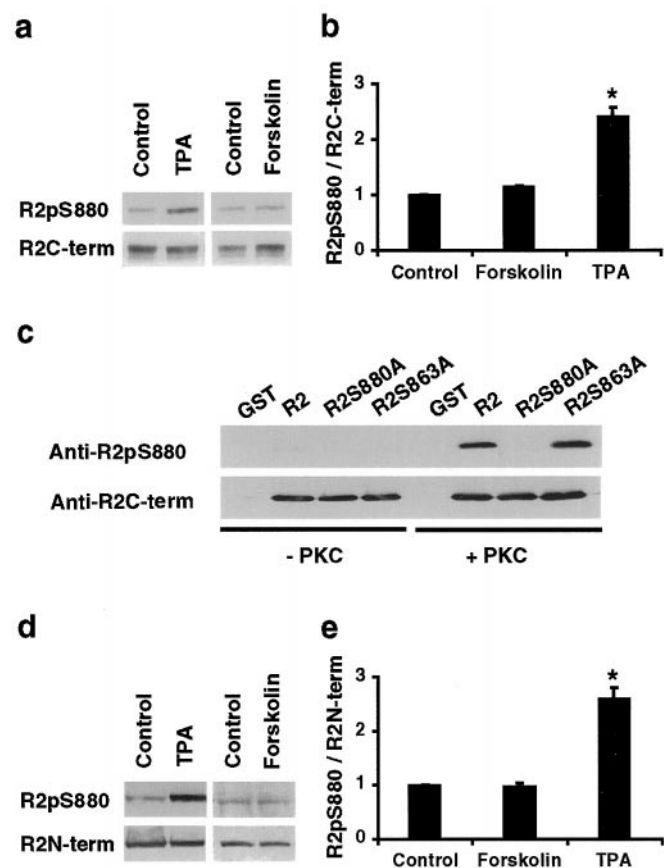 a
Control
TPA
Control
Forskolin
R2pS880
R2C-term
b
R2pS880 / R2C-term
3
2
1
0
*
Control Forskolin TPA
c
GST R2 R2S880A R2S863A GST R2 R2S880A R2S863A
Anti-R2pS880
Anti-R2C-term
- PKC + PKC
d
Control
TPA
Control
Forskolin
R2pS880
R2N-term
e
R2pS880 / R2N-term
3
2
1
0
*
Control Forskolin TPA